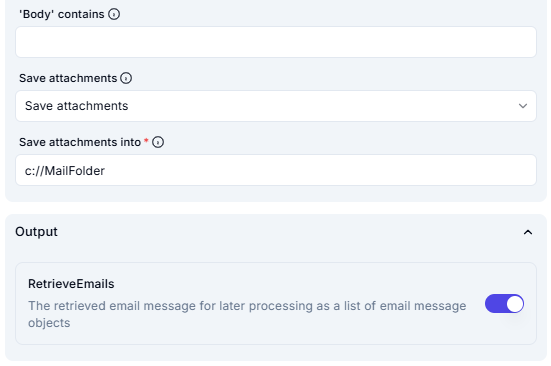 'Body' contains
Save attachments
Save attachments
Save attachments into *
c://MailFolder
Output
RetrieveEmails
The retrieved email message for later processing as a list of email message
objects